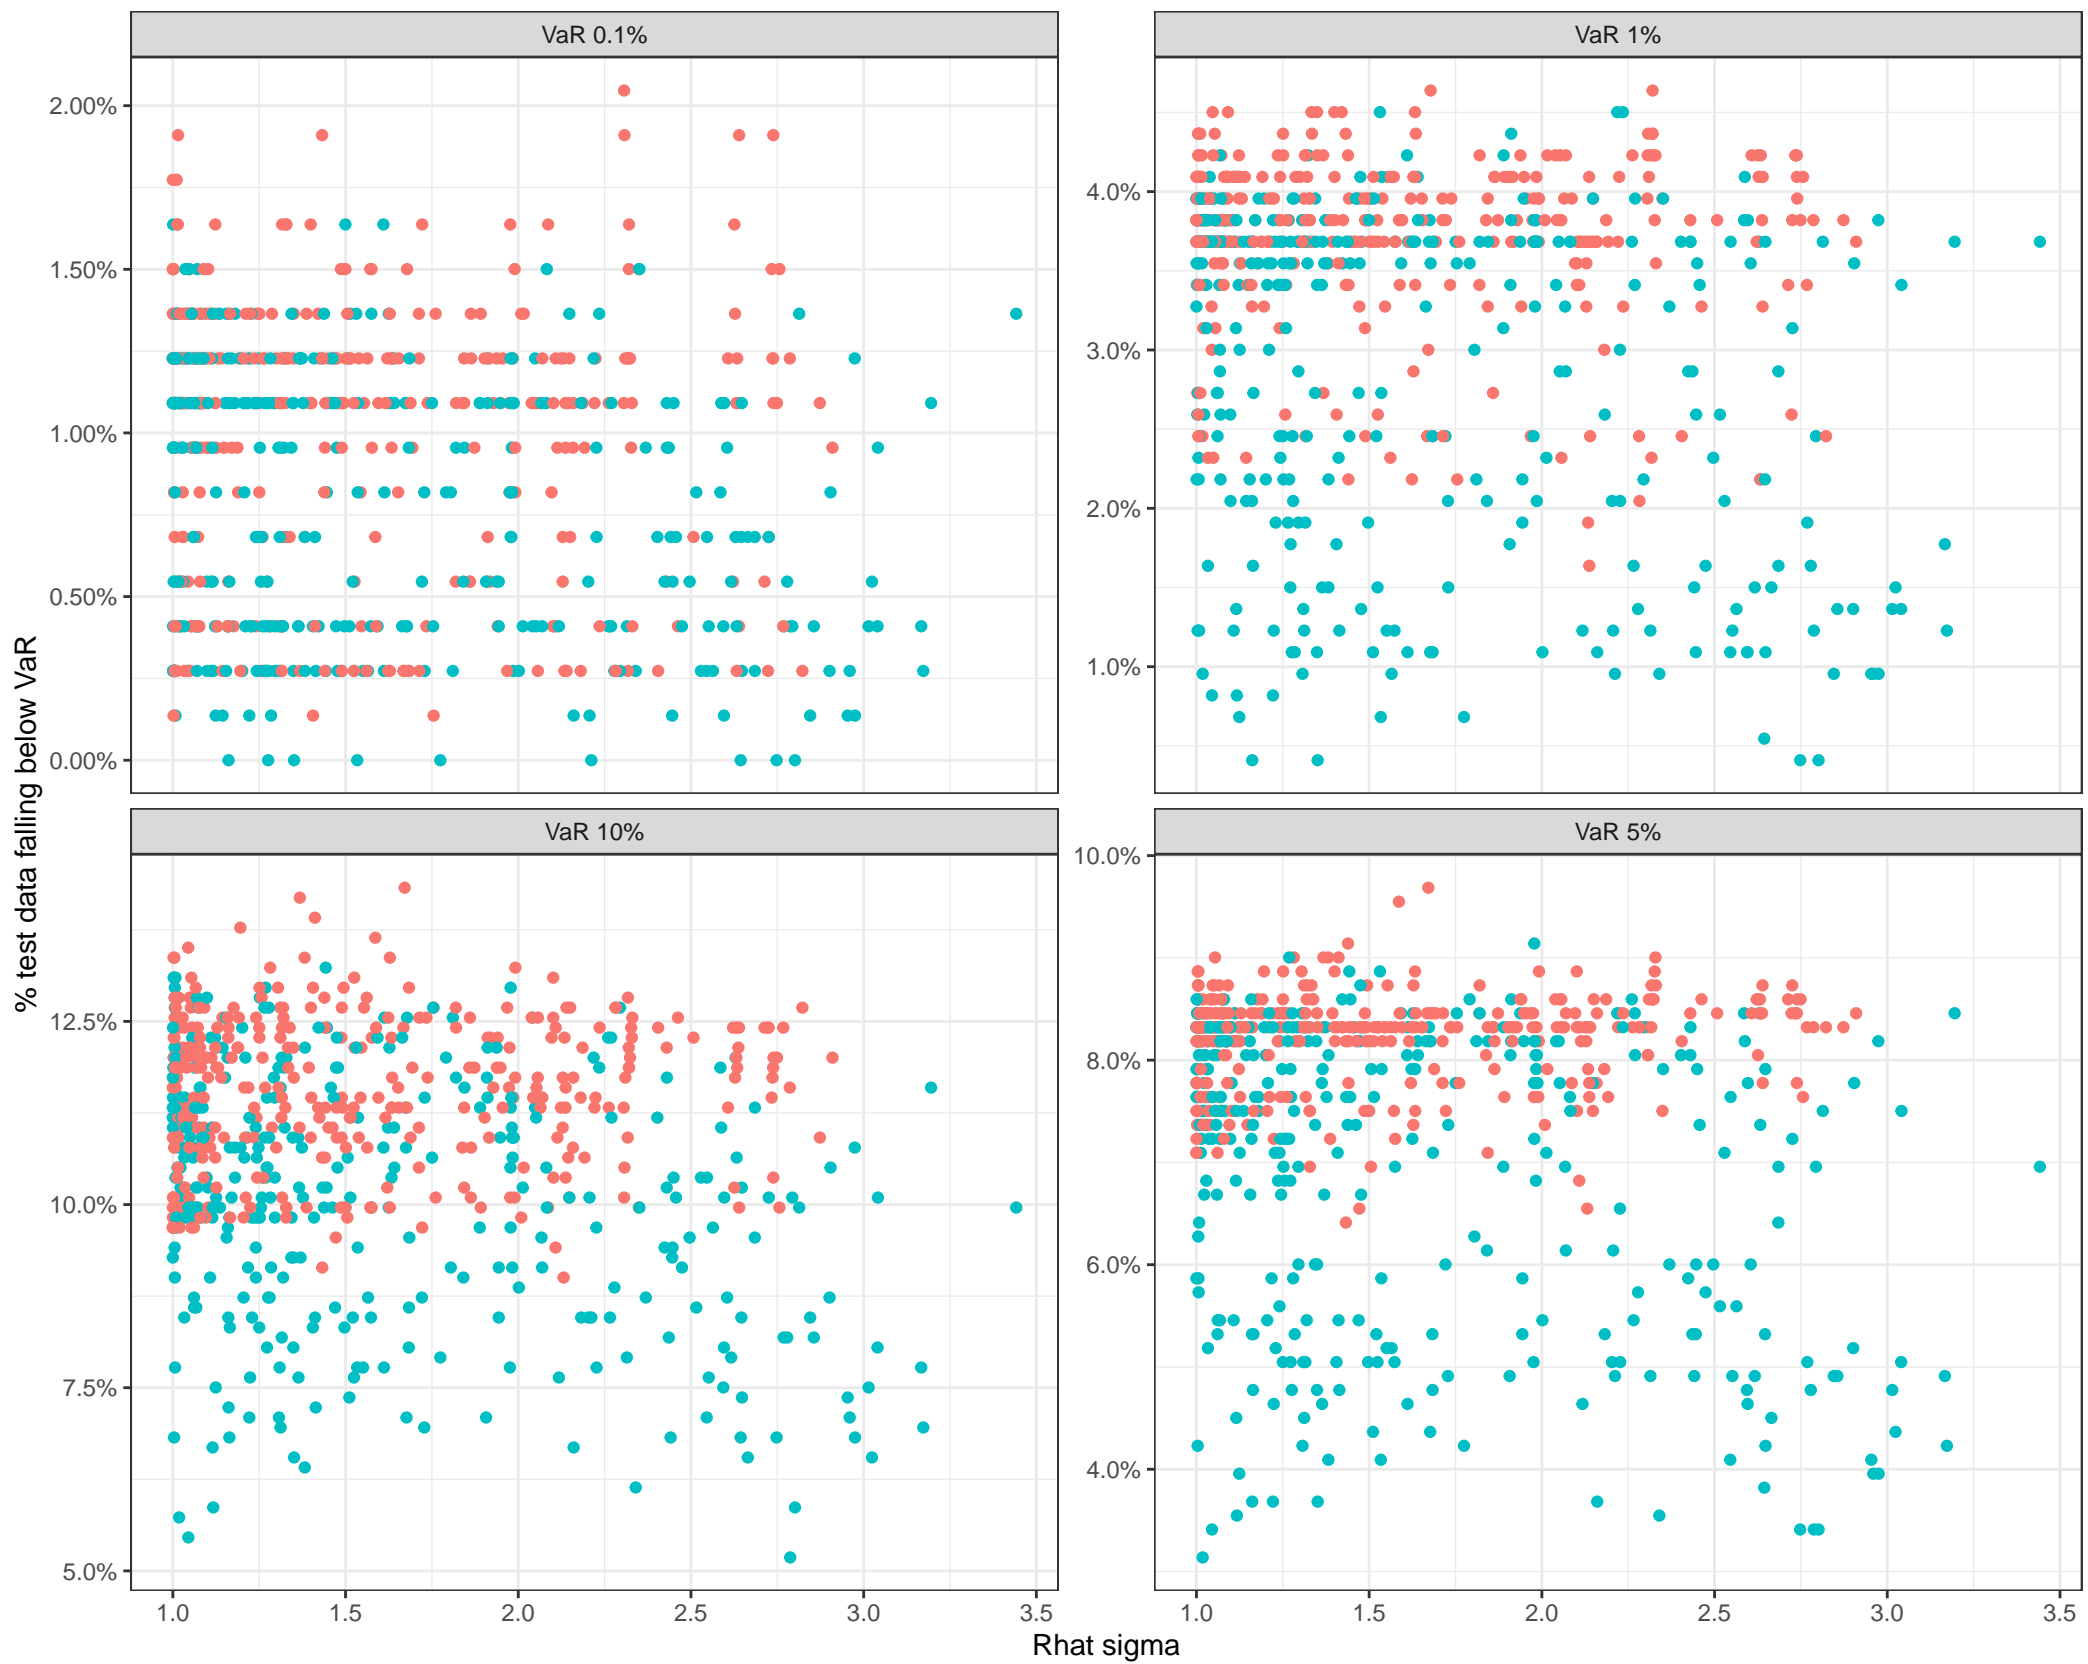 VaR 0.1%
VaR 1%
2.00%
1.50%
1.00%
0.50%
0.00%
4.0%
3.0%
2.0%
1.0%
% test data falling below VaR
VaR 10%
VaR 5%
12.5%
10.0%
7.5%
5.0%
10.0%
8.0%
6.0%
4.0%
1.0 1.5 2.0 2.5 3.0 3.5
1.0 1.5 2.0 2.5 3.0 3.5
Rhat sigma